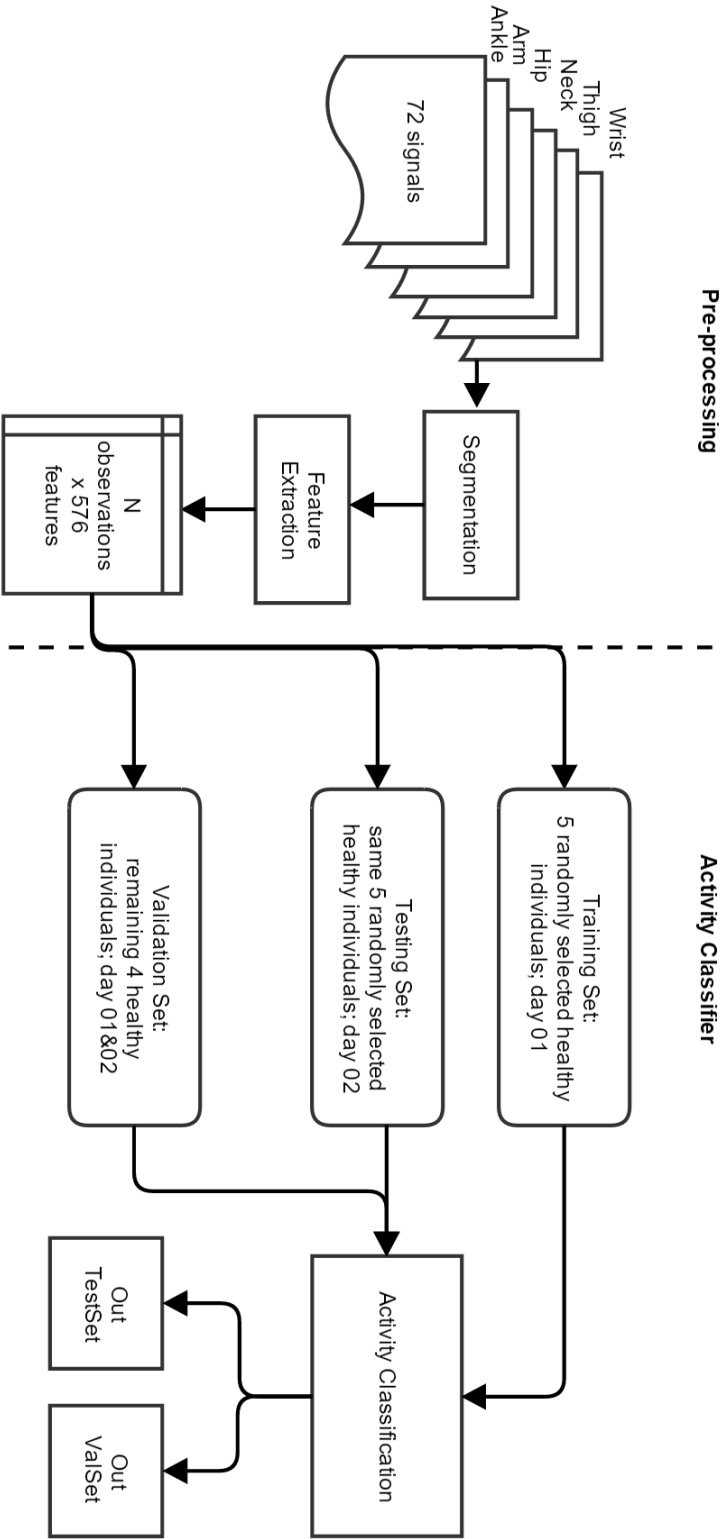 Pre-processing
Activity Classifier
Wrist
Thigh
Neck
Hip
Arm
Ankle
72 signals
Segmentation
Feature
Extraction
N
observations
x 576
features
Training Set:
5 randomly selected healthy
individuals; day 01
Testing Set:
same 5 randomly selected
healthy individuals; day 02
Validation Set:
remaining 4 healthy
individuals; day 01&02
Activity Classification
Out
TestSet
Out
ValSet